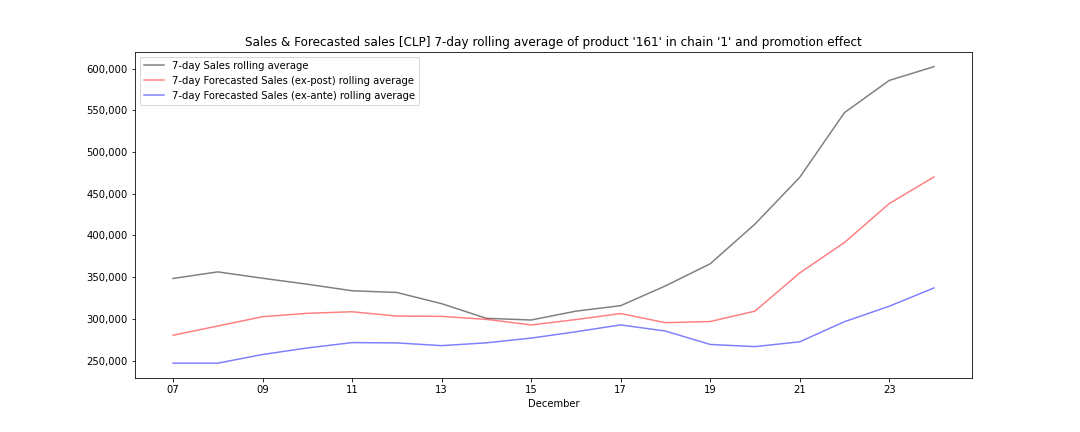 Sales & Forecasted sales [CLP] 7-day rolling average of product '161' in chain '1' and promotion effect
7-day Sales rolling average
7-day Forecasted Sales (ex-post) rolling average
7-day Forecasted Sales (ex-ante) rolling average
600,000
550,000
500,000
450,000
400,000
350,000
300,000
250,000
07 09 11 13 15 17 19 21 23
December